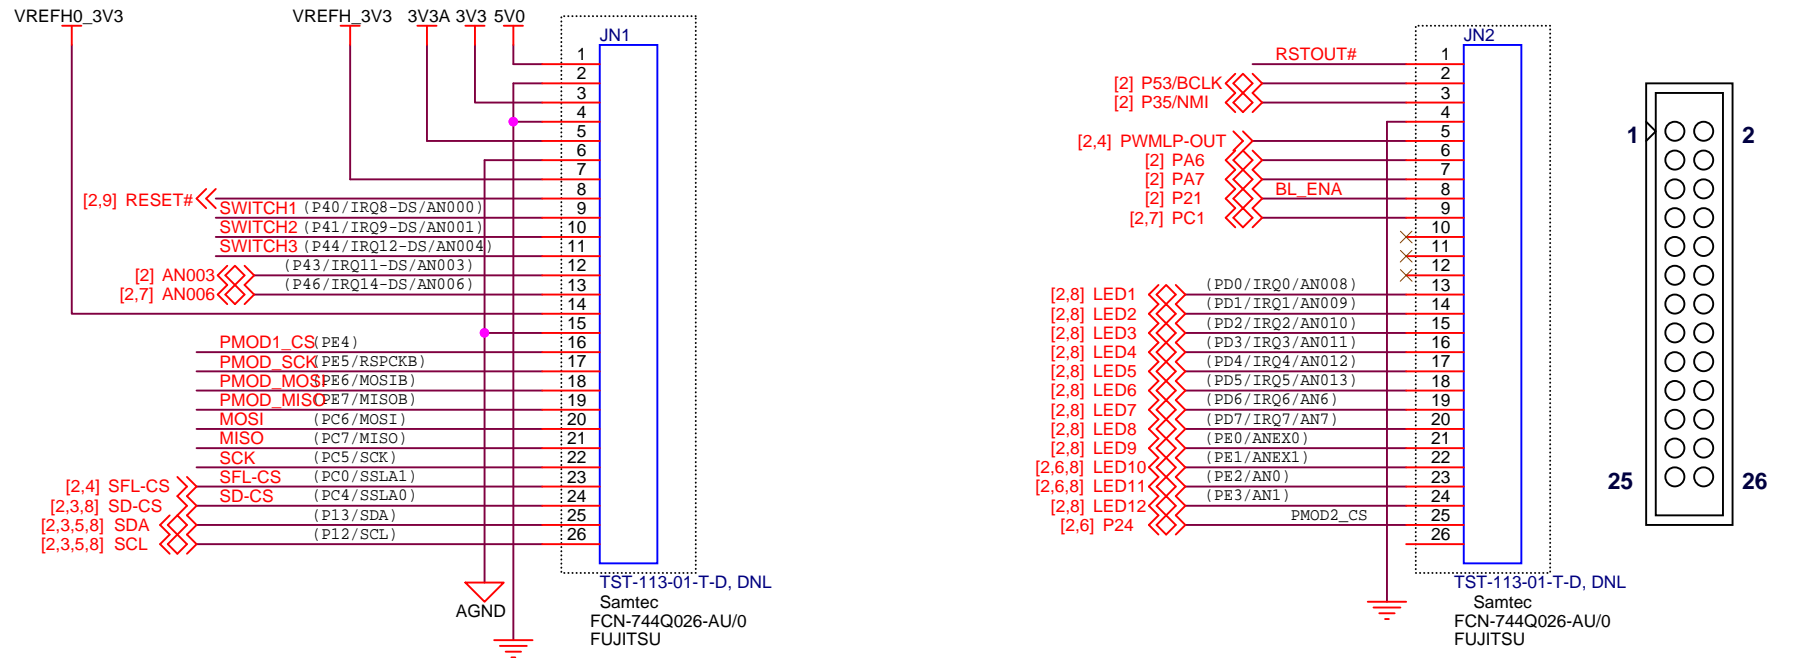 VREFH0_3V3
VREFH_3V3
3V3A
3V3
5V0
JN1
1
2
3
4
5
6
7
8
9
10
11
12
13
14
15
16
17
18
19
20
21
22
23
24
25
26
[2,9] RESET#
SWITCH1 (P40/IRQ8-DS/AN000)
SWITCH2 (P41/IRQ9-DS/AN001)
SWITCH3 (P44/IRQ12-DS/AN004)
[2] AN003 (P43/IRQ11-DS/AN003)
[2,7] AN006 (P46/IRQ14-DS/AN006)
PMOD1_CS (PE4)
PMOD_SCK (PE5/RSPCKB)
PMOD_MOSI (PE6/MOSIB)
PMOD_MISO (PE7/MISOB)
MOSI (PC6/MOSI)
MISO (PC7/MISO)
SCK (PC5/SCK)
[2,4] SFL-CS SFL-CS (PC0/SSLA1)
[2,3,8] SD-CS SD-CS (PC4/SSLA0)
[2,3,5,8] SDA (P13/SDA)
[2,3,5,8] SCL (P12/SCL)
AGND
TST-113-01-T-D, DNL
Samtec
FCN-744Q026-AU/0
FUJITSU
JN2
1
2
3
4
5
6
7
8
9
10
11
12
13
14
15
16
17
18
19
20
21
22
23
24
25
26
RSTOUT#
[2] P53/BCLK
[2] P35/NMI
[2,4] PWMLP-OUT
[2] PA6
[2] PA7
[2] P21 BL_ENA
[2,7] PC1
[2,8] LED1 (PD0/IRQ0/AN008)
[2,8] LED2 (PD1/IRQ1/AN009)
[2,8] LED3 (PD2/IRQ2/AN010)
[2,8] LED4 (PD3/IRQ3/AN011)
[2,8] LED5 (PD4/IRQ4/AN012)
[2,8] LED6 (PD5/IRQ5/AN013)
[2,8] LED7 (PD6/IRQ6/AN6)
[2,8] LED8 (PD7/IRQ7/AN7)
[2,8] LED9 (PE0/ANEX0)
[2,6,8] LED10 (PE1/ANEX1)
[2,6,8] LED11 (PE2/AN0)
[2,8] LED12 (PE3/AN1)
[2,6] P24 PMOD2_CS
TST-113-01-T-D, DNL
Samtec
FCN-744Q026-AU/0
FUJITSU
1 2
25 26